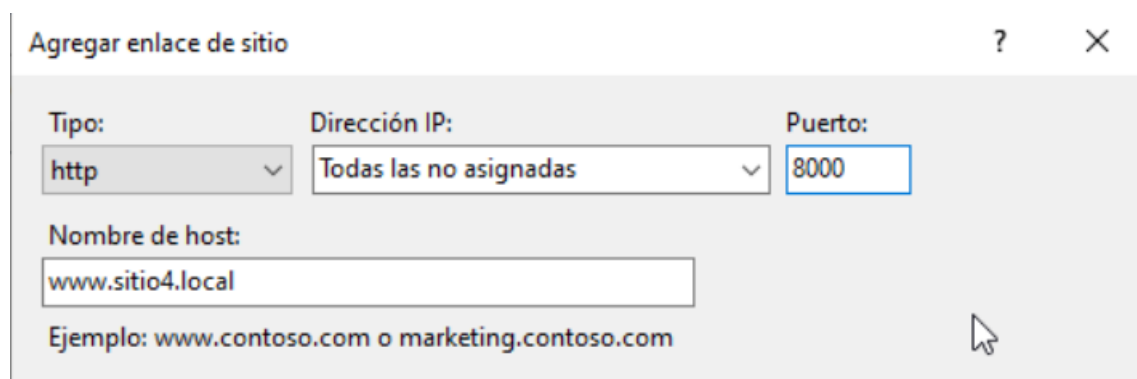 Agregar enlace de sitio ? ×
Tipo: Dirección IP: Puerto:
http Todas las no asignadas 8000
Nombre de host:
www.sitio4.local
Ejemplo: www.contoso.com o marketing.contoso.com